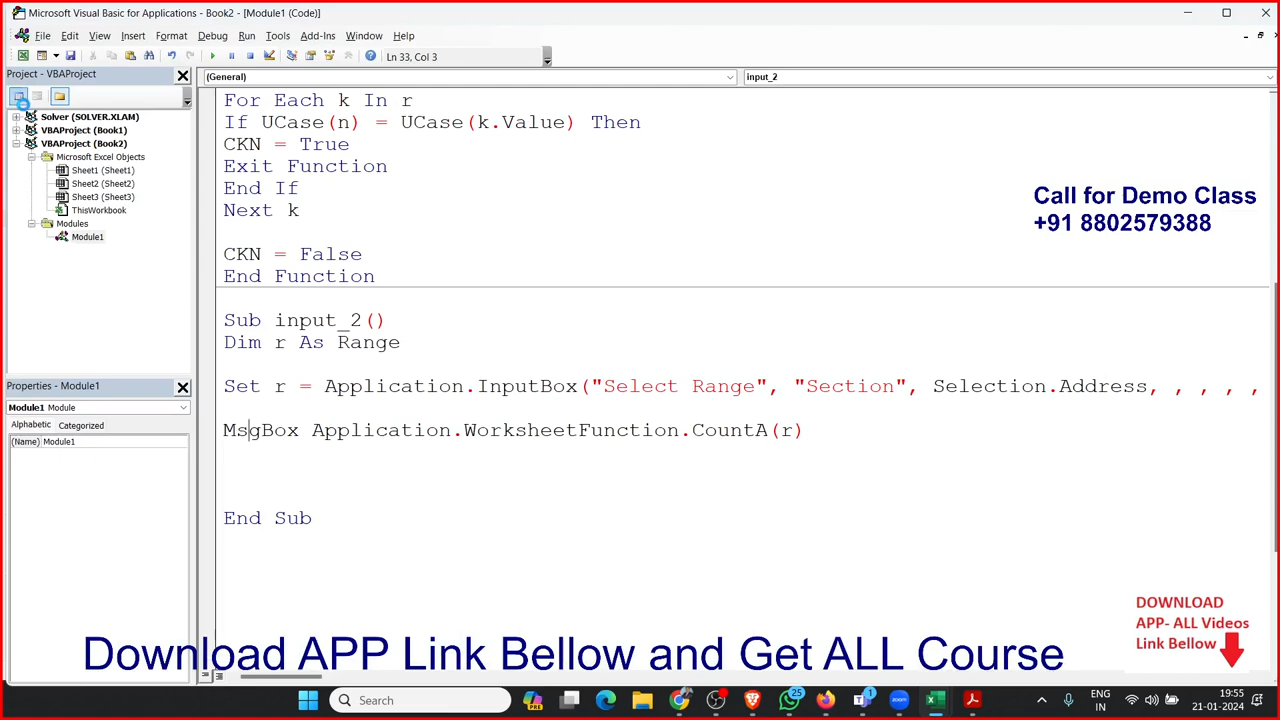 Microsoft Visual Basic for Applications - Book2 - [Module1 (Code)]
File Edit View Insert Format Debug Run Tools Add-Ins Window Help
Ln 33, Col 3
Project - VBAProject
(General)
input_2
Solver (SOLVER.XLAM)
VBAProject (Book1)
VBAProject (Book2)
Microsoft Excel Objects
Sheet1 (Sheet1)
Sheet2 (Sheet2)
Sheet3 (Sheet3)
ThisWorkbook
Modules
Module1
Properties - Module1
Module1 Module
Alphabetic Categorized
(Name) Module1
For Each k In r
If UCase(n) = UCase(k.Value) Then
CKN = True
Exit Function
End If
Next k
CKN = False
End Function
Sub input_2()
Dim r As Range
Set r = Application.InputBox("Select Range", "Section", Selection.Address, , , , ,
MsgBox Application.WorksheetFunction.CountA(r)
End Sub
Call for Demo Class
+91 8802579388
DOWNLOAD
APP- ALL Videos
Link Bellow
Download APP Link Bellow and Get ALL Course
Search
PRE
25
1
zoom
ENG
IN
19:55
21-01-2024